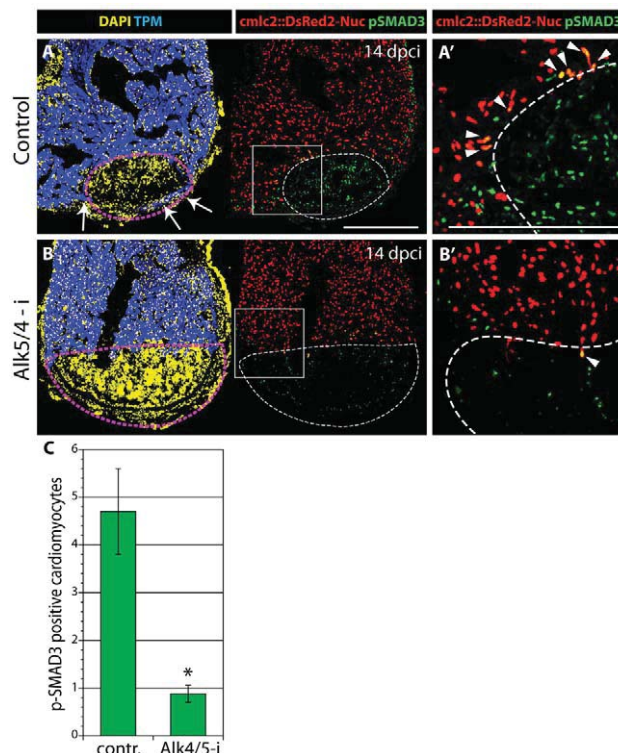 DAPI TPM cmlc2::DsRed2-Nuc pSMAD3 cmlc2::DsRed2-Nuc pSMAD3
Control
A 14 dpci A'
Alk5/4 - i
B 14 dpci B'
C
p-SMAD3 positive cardiomyocytes
6
5
4
3
2
1
0
*
contr. Alk4/5-i